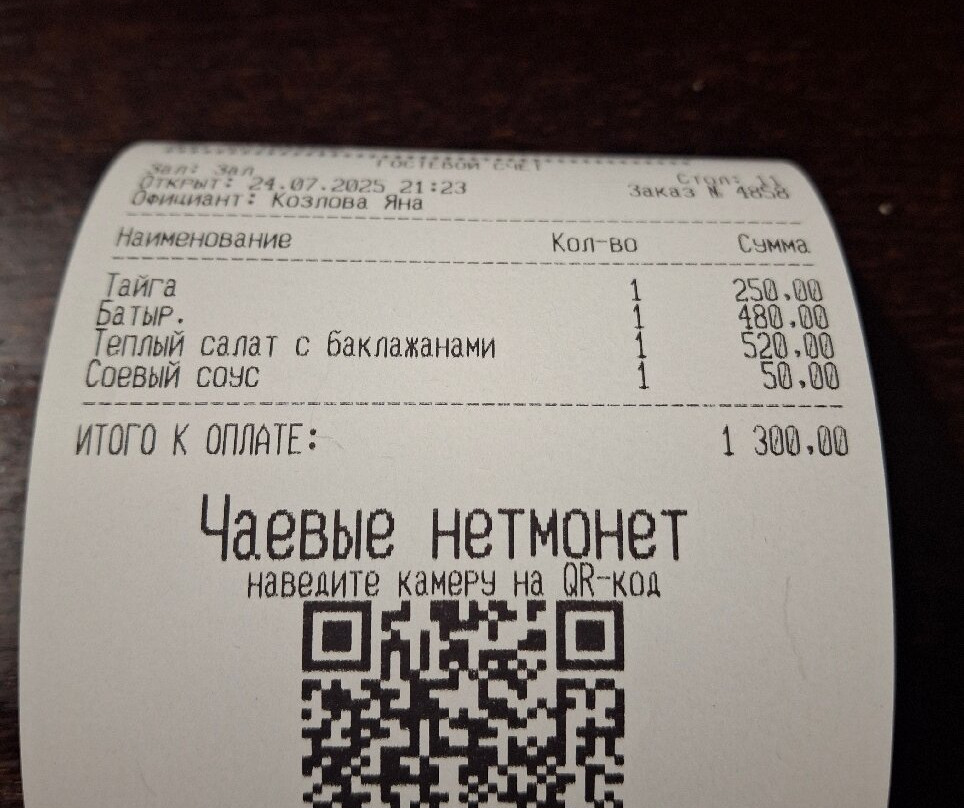 ГОСТЕВОЙ СЧЕТ
Зал: Зал Стол: 11
Открыт: 24.07.2025 21:23 Заказ № 4858
Официант: Козлова Яна
Наименование Кол-во Сумма
Тайга 1 250.00
Батыр. 1 480.00
Теплый салат с баклажанами 1 520.00
Соевый соус 1 50.00
ИТОГО К ОПЛАТЕ: 1 300.00
Чаевые нетмонет
наведите камеру на QR-код